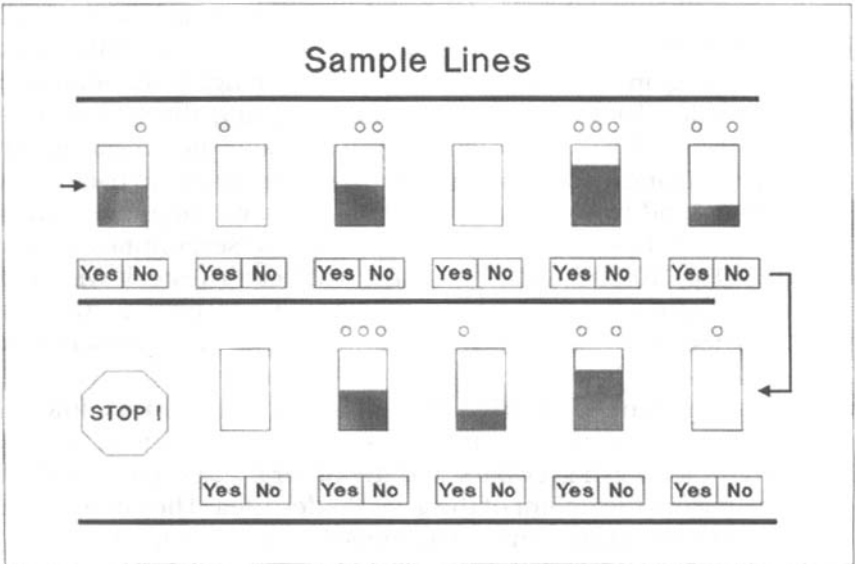 Sample Lines
Yes No Yes No Yes No Yes No Yes No Yes No
STOP !
Yes No Yes No Yes No Yes No Yes No